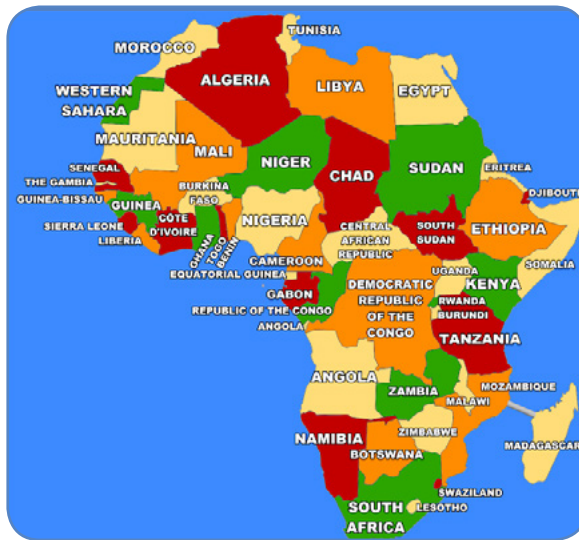 TUNISIA
MOROCCO
ALGERIA
LIBYA
EGYPT
WESTERN
SAHARA
MAURITANIA
MALI
NIGER
CHAD
SUDAN
ERITREA
SENEGAL
THE GAMBIA
GUINEA-BISSAU
GUINEA
BURKINA
FASO
DJIBOUTI
SIERRA LEONE
CÔTE
D'IVOIRE
LIBERIA
GHANA
TOGO
BENIN
NIGERIA
CENTRAL
AFRICAN
REPUBLIC
SOUTH
SUDAN
ETHIOPIA
SOMALIA
CAMEROON
EQUATORIAL GUINEA
UGANDA
KENYA
GABON
DEMOCRATIC
REPUBLIC
OF THE
CONGO
REPUBLIC OF THE CONGO
RWANDA
BURUNDI
ANGOLA
TANZANIA
ANGOLA
ZAMBIA
MALAWI
MOZAMBIQUE
NAMIBIA
ZIMBABWE
BOTSWANA
MADAGASCAR
SWAZILAND
LESOTHO
SOUTH
AFRICA